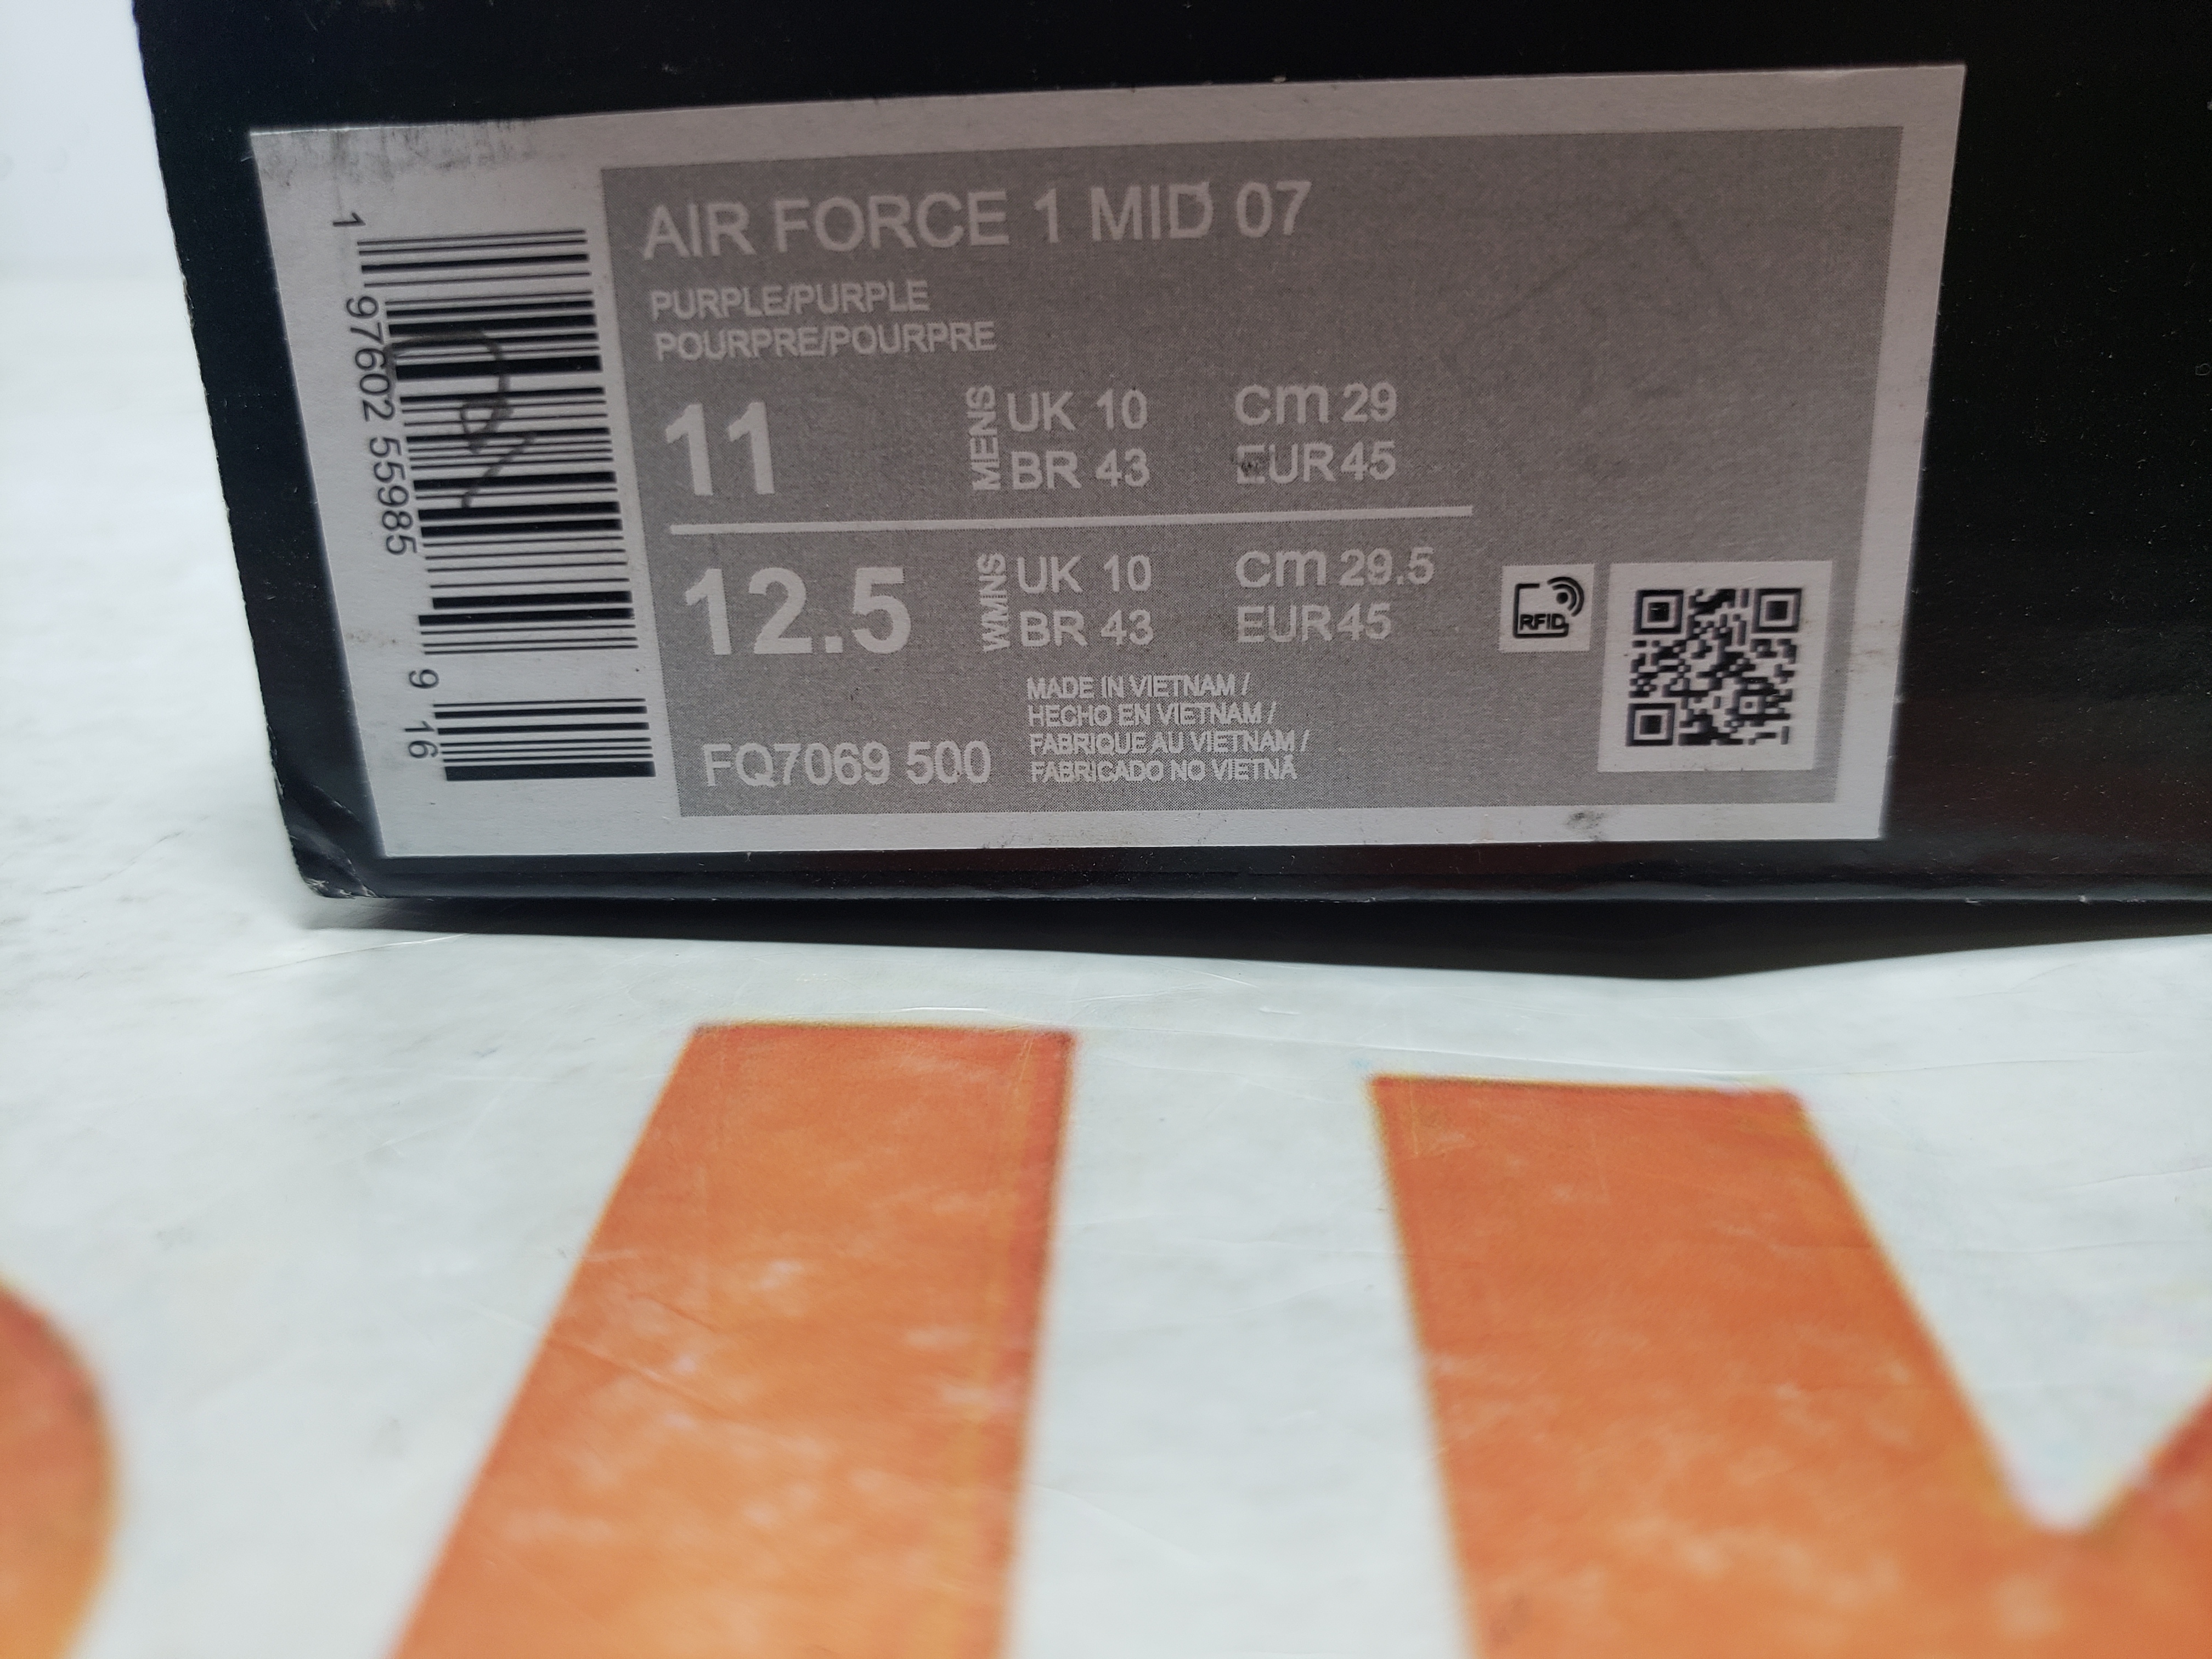 AIR FORCE 1 MID 07
PURPLE/PURPLE
POURPRE/POURPRE
11 MENS UK 10 cm 29
BR 43 EUR 45
12.5 WMNS UK 10 cm 29.5
BR 43 EUR 45
MADE IN VIETNAM /
HECHO EN VIETNAM /
FABRIQUE AU VIETNAM /
FABRICADO NO VIETNÃ
FQ7069 500
RFID
1 97602 55985 9 16